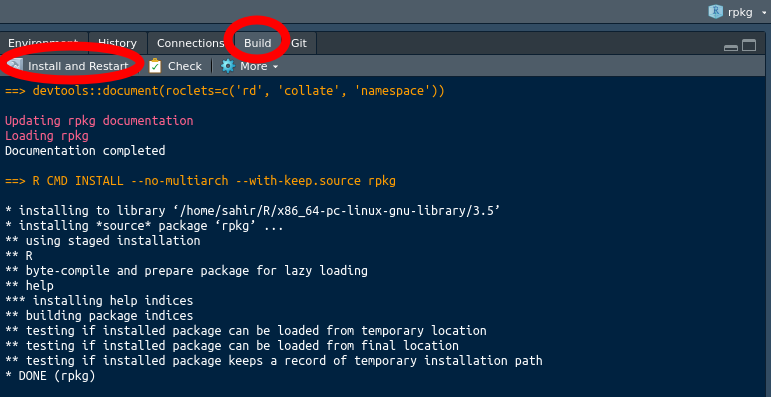 rpkg
Environment History Connections Build Git
Install and Restart Check More
==> devtools::document(roclets=c('rd', 'collate', 'namespace'))
Updating rpkg documentation
Loading rpkg
Documentation completed
==> R CMD INSTALL --no-multiarch --with-keep.source rpkg
* installing to library ‘/home/sahir/R/x86_64-pc-linux-gnu-library/3.5’
* installing *source* package ‘rpkg’ ...
** using staged installation
** R
** byte-compile and prepare package for lazy loading
** help
*** installing help indices
** building package indices
** testing if installed package can be loaded from temporary location
** testing if installed package can be loaded from final location
** testing if installed package keeps a record of temporary installation path
* DONE (rpkg)